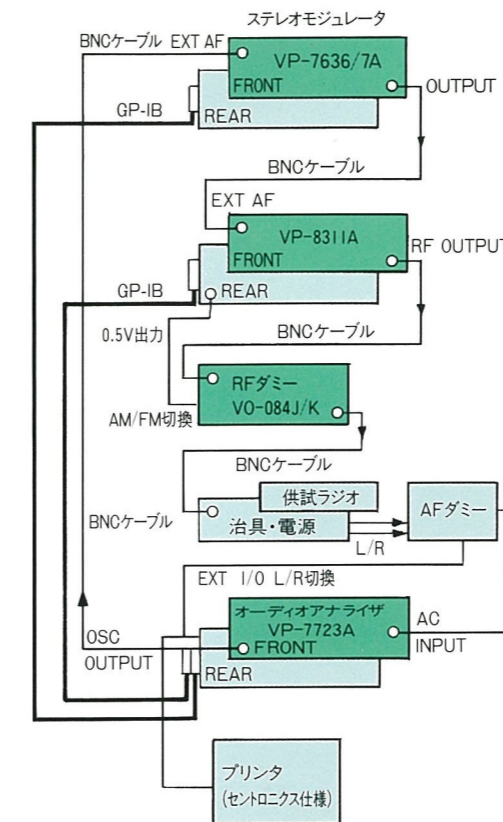 ステレオモジュレータ
BNCケーブル EXT AF
VP-7636/7A
FRONT
OUTPUT
GP-IB
REAR
BNCケーブル
EXT AF
VP-8311A
FRONT
RF OUTPUT
GP-IB
REAR
0.5V出力
BNCケーブル
RFダミー
VO-084J/K
AM/FM切換
BNCケーブル
供試ラジオ
AFダミー
BNCケーブル
治具・電源
L/R
EXT I/O L/R切換
オーディオアナライザ
VP-7723A
AC
INPUT
OSC
OUTPUT
FRONT
REAR
プリンタ
(セントロニクス仕様)